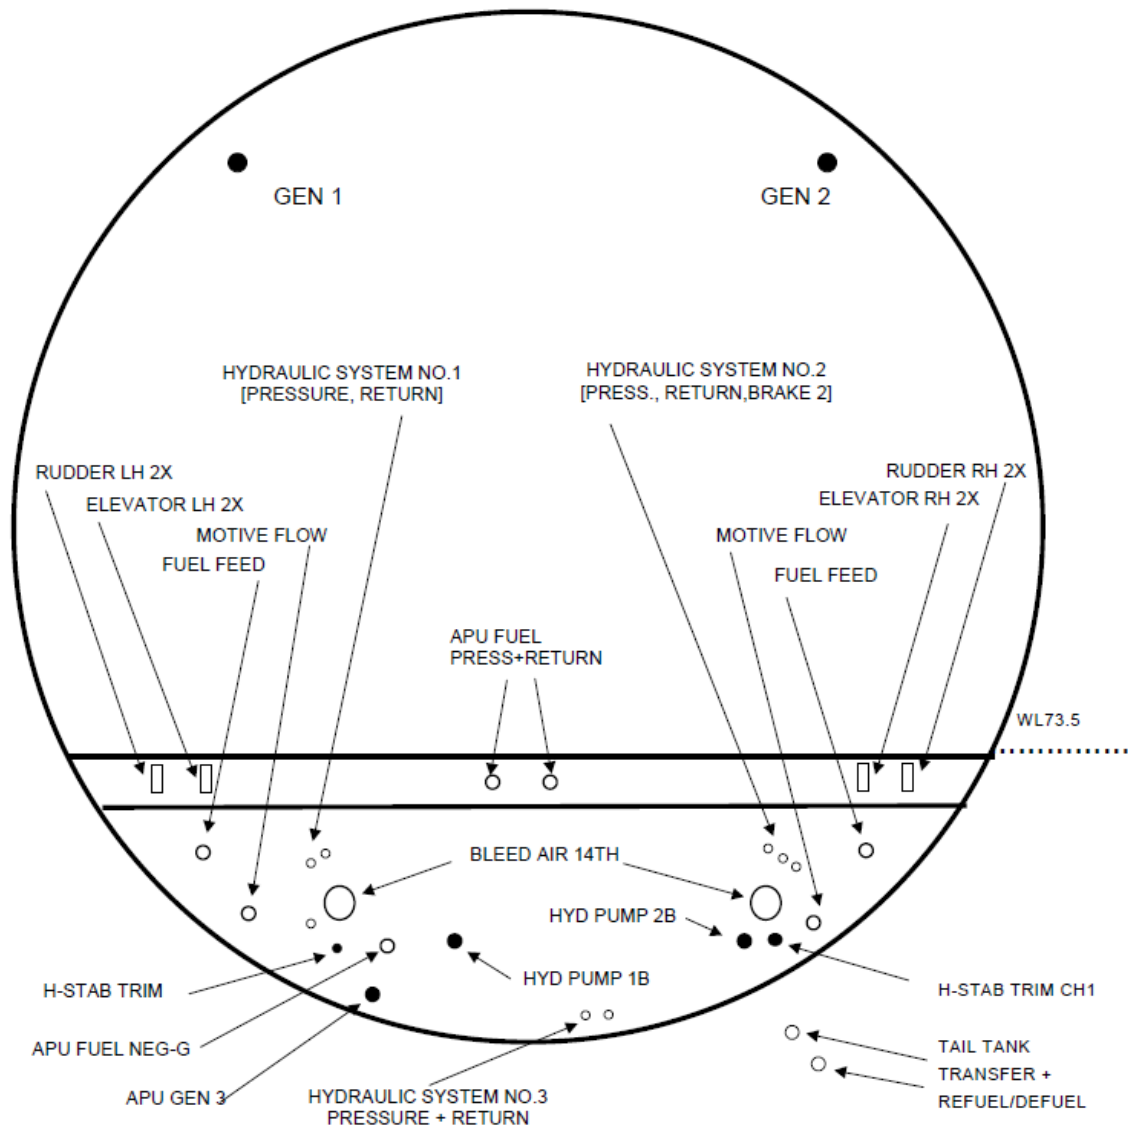 GEN 1
GEN 2
HYDRAULIC SYSTEM NO.1
[PRESSURE, RETURN]
HYDRAULIC SYSTEM NO.2
[PRESS., RETURN,BRAKE 2]
RUDDER LH 2X
ELEVATOR LH 2X
MOTIVE FLOW
FUEL FEED
RUDDER RH 2X
ELEVATOR RH 2X
MOTIVE FLOW
FUEL FEED
APU FUEL
PRESS+RETURN
WL73.5
BLEED AIR 14TH
HYD PUMP 2B
HYD PUMP 1B
H-STAB TRIM
H-STAB TRIM CH1
APU FUEL NEG-G
APU GEN 3
HYDRAULIC SYSTEM NO.3
PRESSURE + RETURN
TAIL TANK
TRANSFER +
REFUEL/DEFUEL